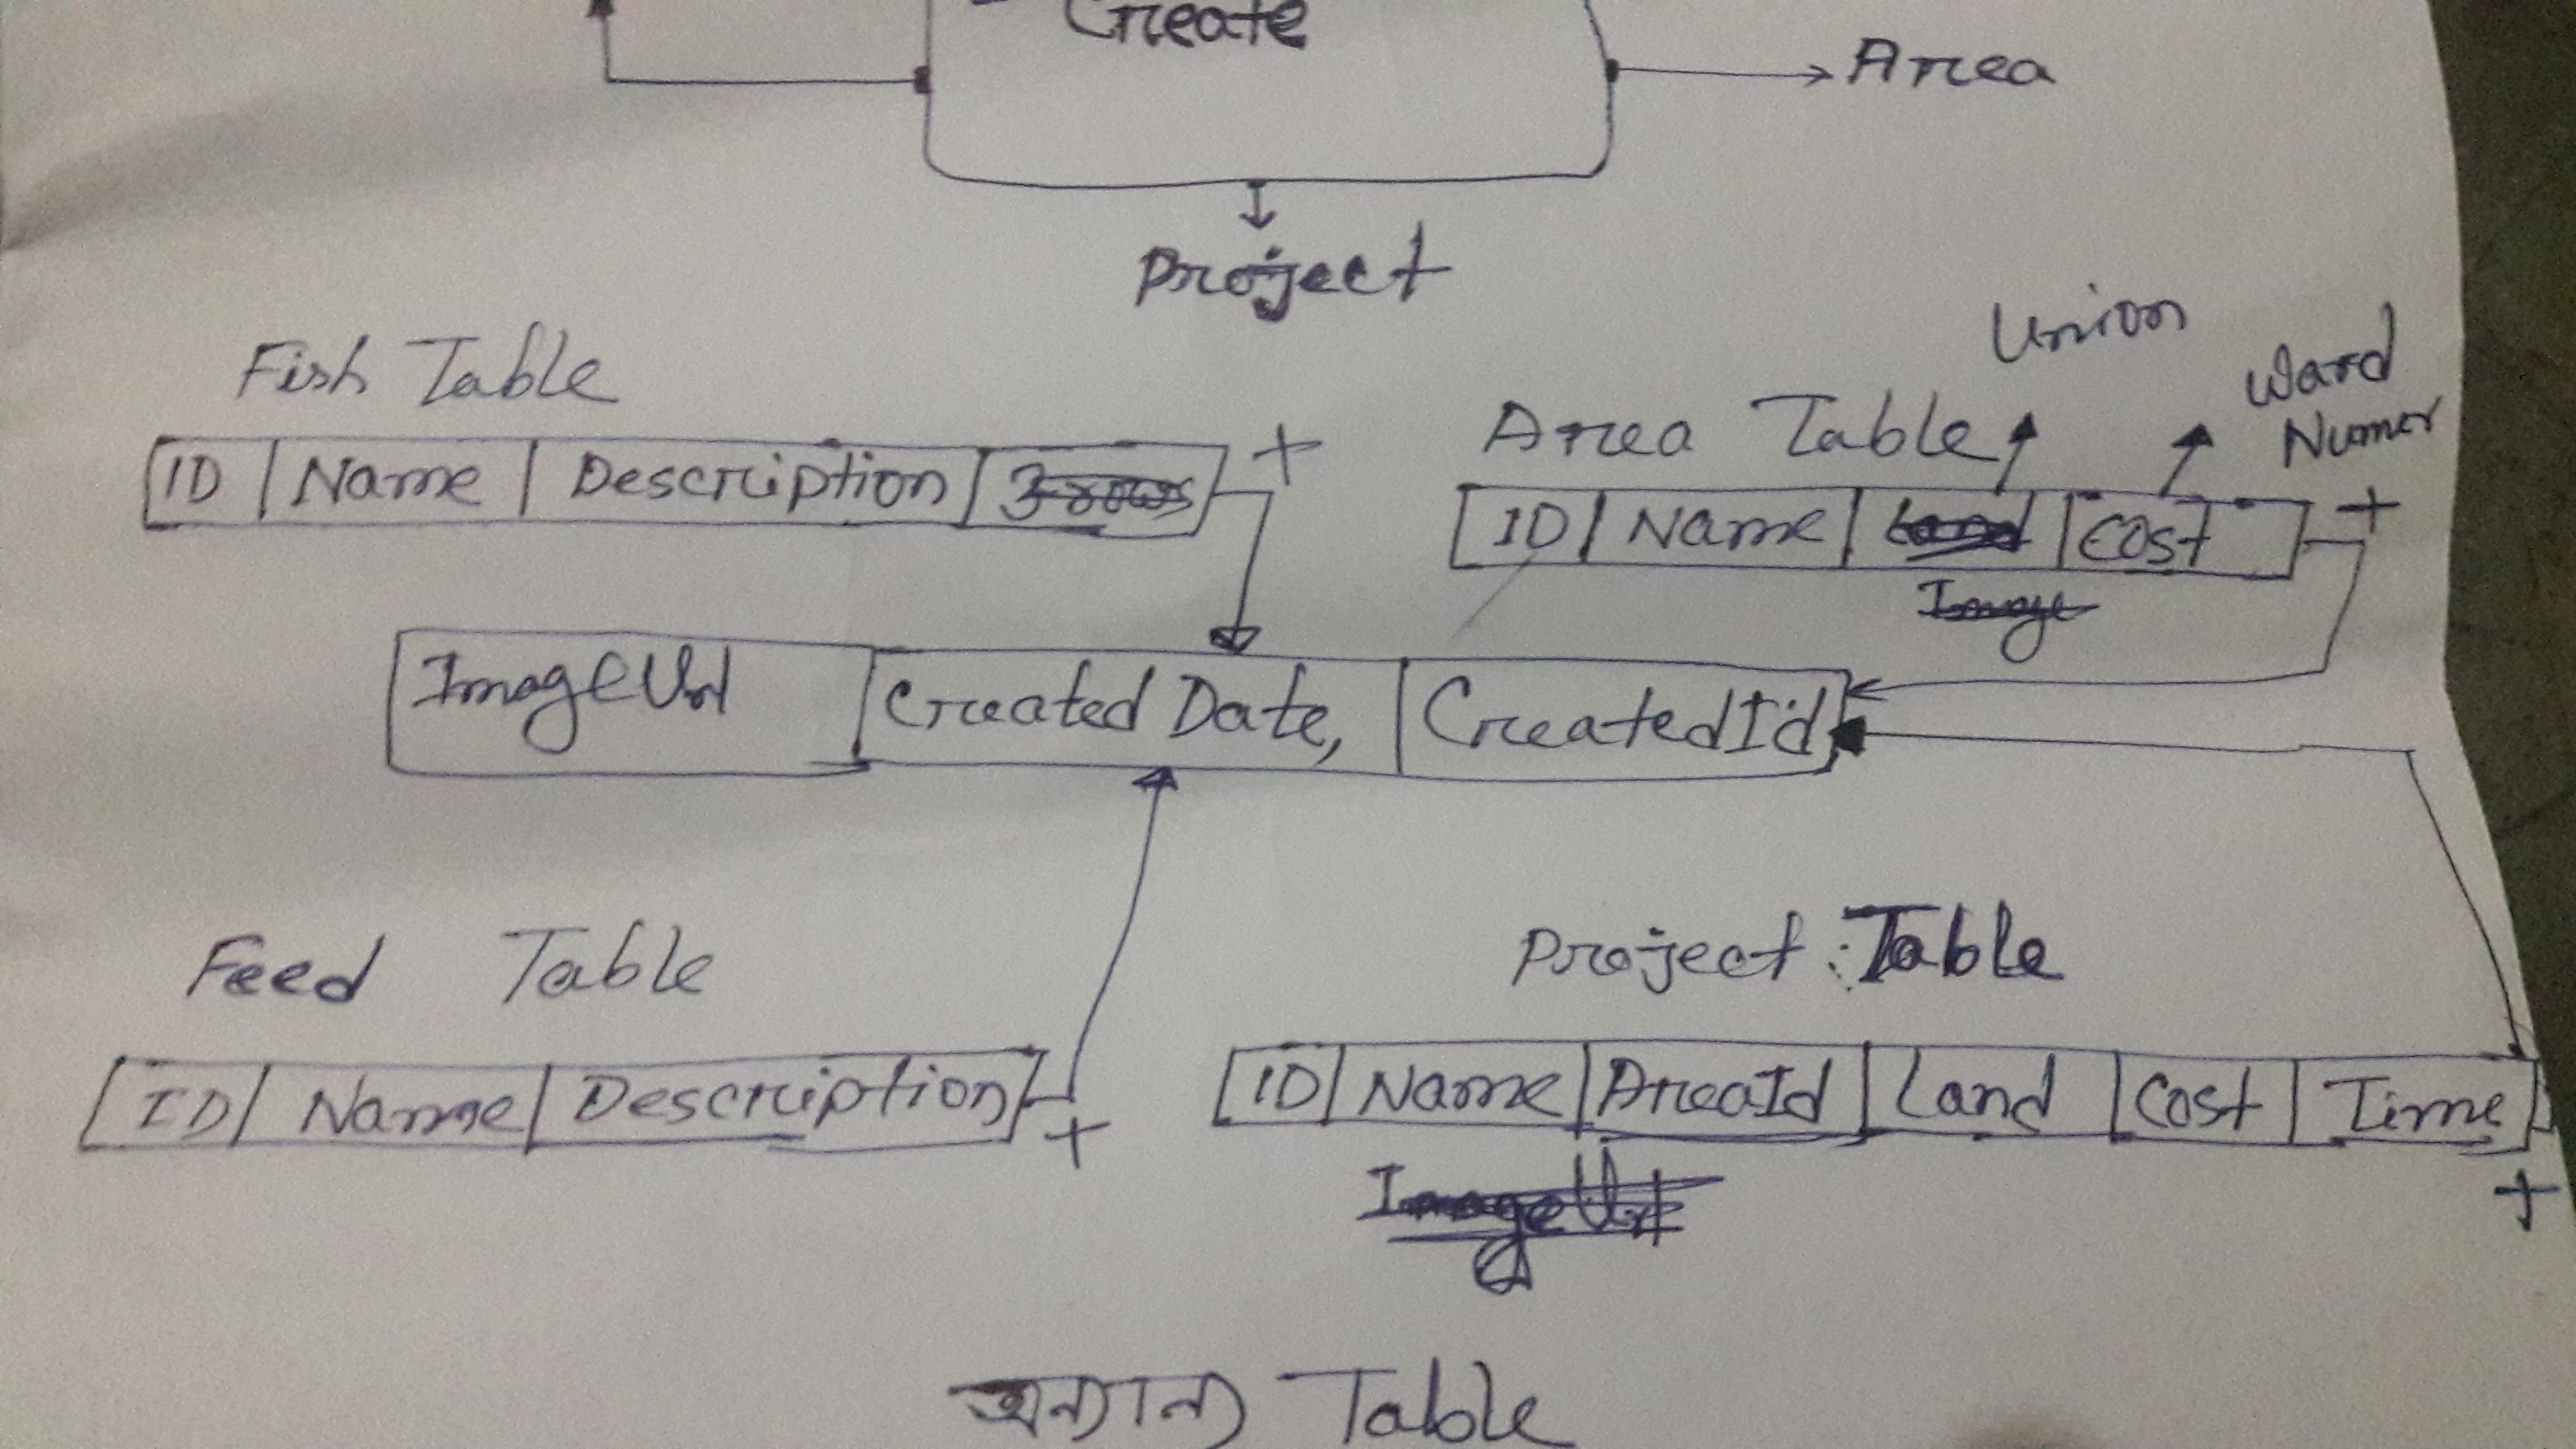 Create
Area
Project
Union
Ward
Numer
Fish Table
Area Table
ID Name Description
ID Name Land Cost
Image
ImageUrl Created Date, CreatedId
Feed Table
Project Table
ID Name Description
ID Name AreaId Land Cost Time
ImageUrl
অন্যান্য Table